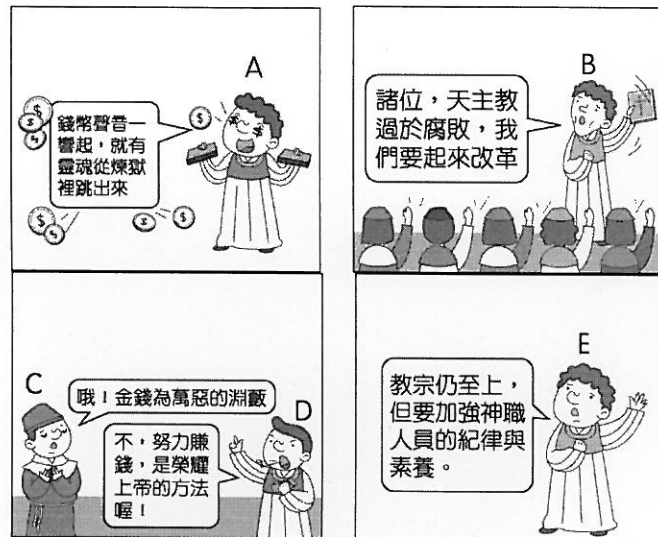 A
錢幣聲音一
響起，就有
靈魂從煉獄
裡跳出來
$
$
$
$
$
$
$
$
B
諸位，天主教
過於腐敗，我
們要起來改革
C
哦！金錢為萬惡的淵藪
D
不，努力賺
錢，是榮耀
上帝的方法
喔！
E
教宗仍至上，
但要加強神職
人員的紀律與
素養。